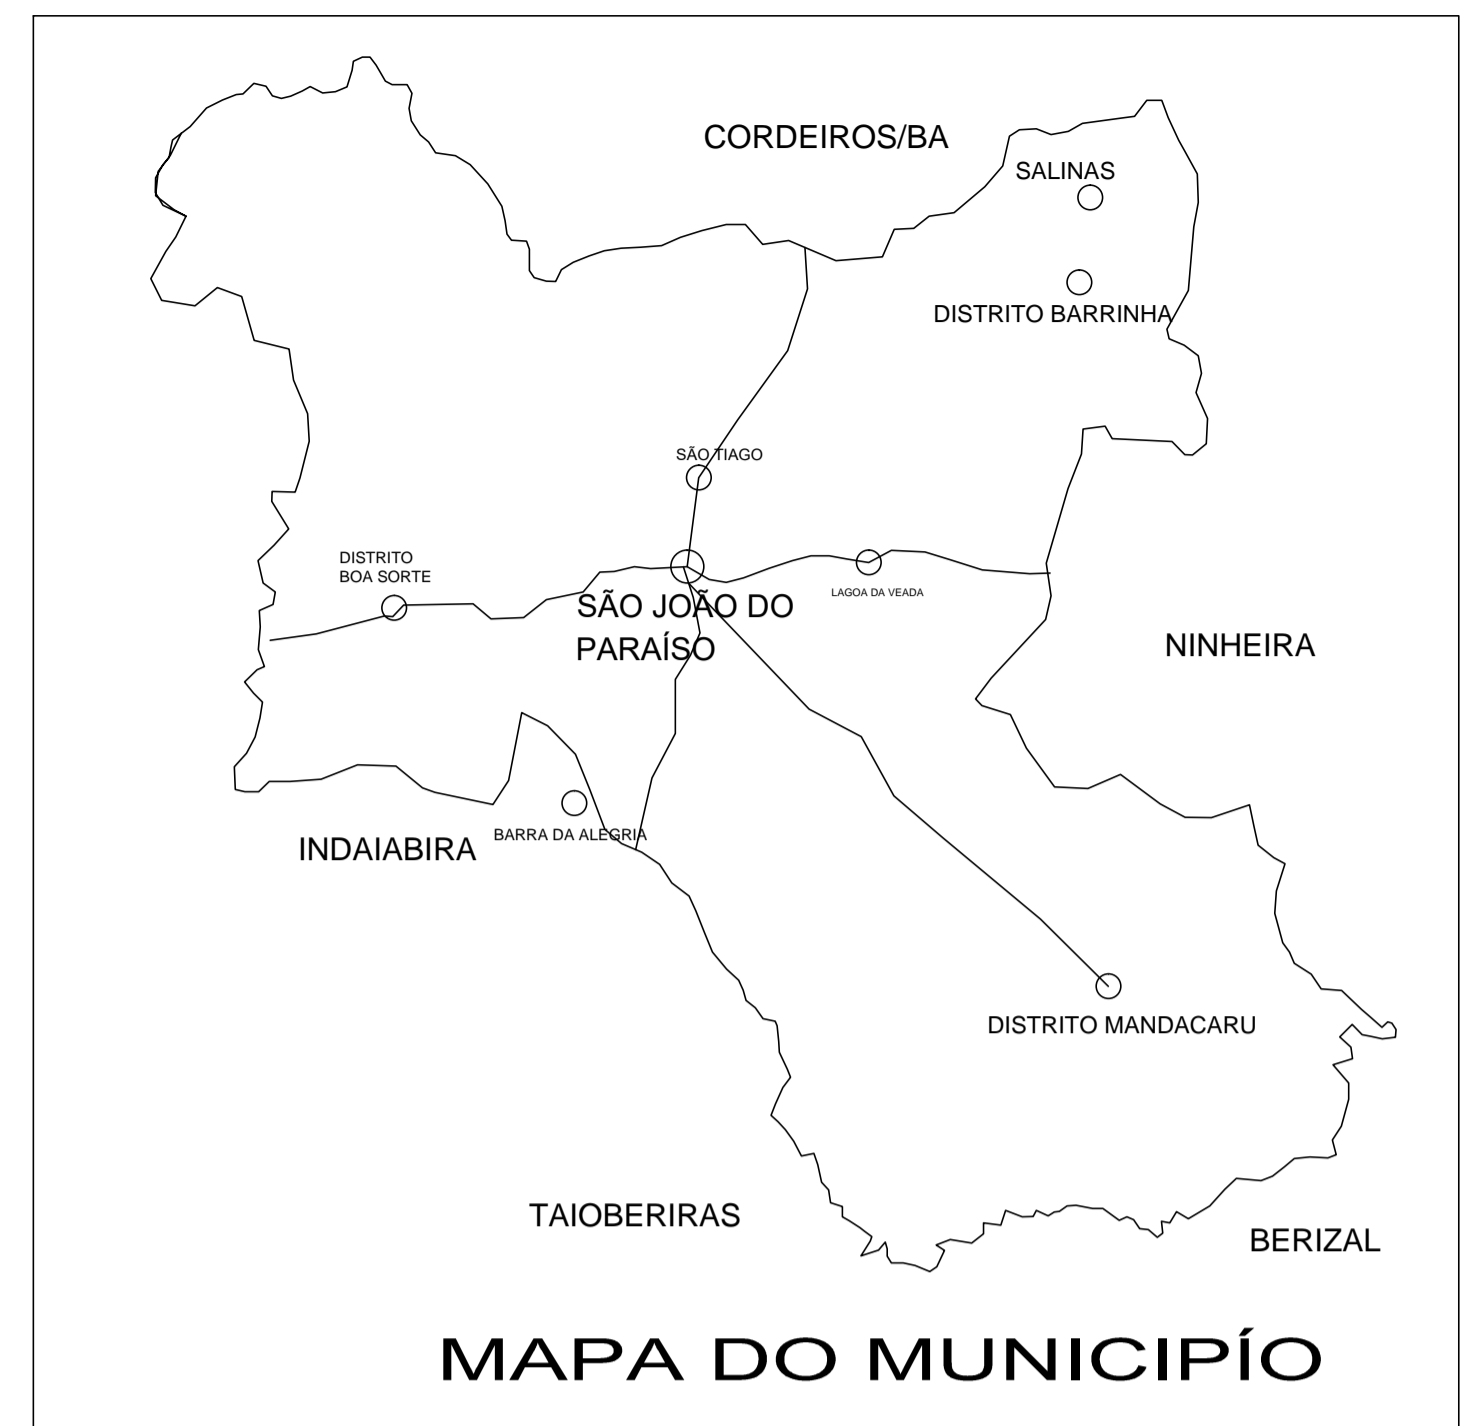 CORDEIROS/BA
SALINAS
DISTRITO BARRINHA
SÃO TIAGO
DISTRITO
BOA SORTE
LAGOA DA VEADA
SÃO JOÃO DO
PARAÍSO
NINHEIRA
BARRA DA ALEGRIA
INDAIABIRA
DISTRITO MANDACARU
TAIOBERIRAS
BERIZAL
MAPA DO MUNICIPÍO